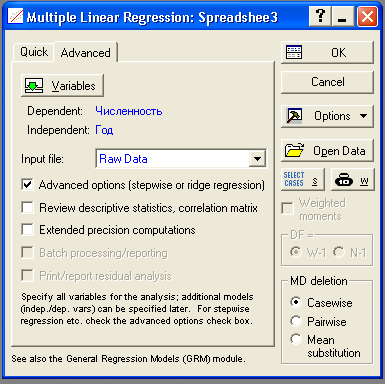 Multiple Linear Regression: Spreadshee3
Quick
Advanced
Variables
Dependent: Численность
Independent: Год
Input file: Raw Data
Advanced options (stepwise or ridge regression)
Review descriptive statistics, correlation matrix
Extended precision computations
Batch processing/reporting
Print/report residual analysis
Specify all variables for the analysis; additional models
(indep./dep. vars) can be specified later. For stepwise
regression etc. check the advanced options check box.
See also the General Regression Models (GRM) module.
OK
Cancel
Options
Open Data
SELECT
CASES
S
W
Weighted
moments
DF =
W-1
N-1
MD deletion
Casewise
Pairwise
Mean
substitution